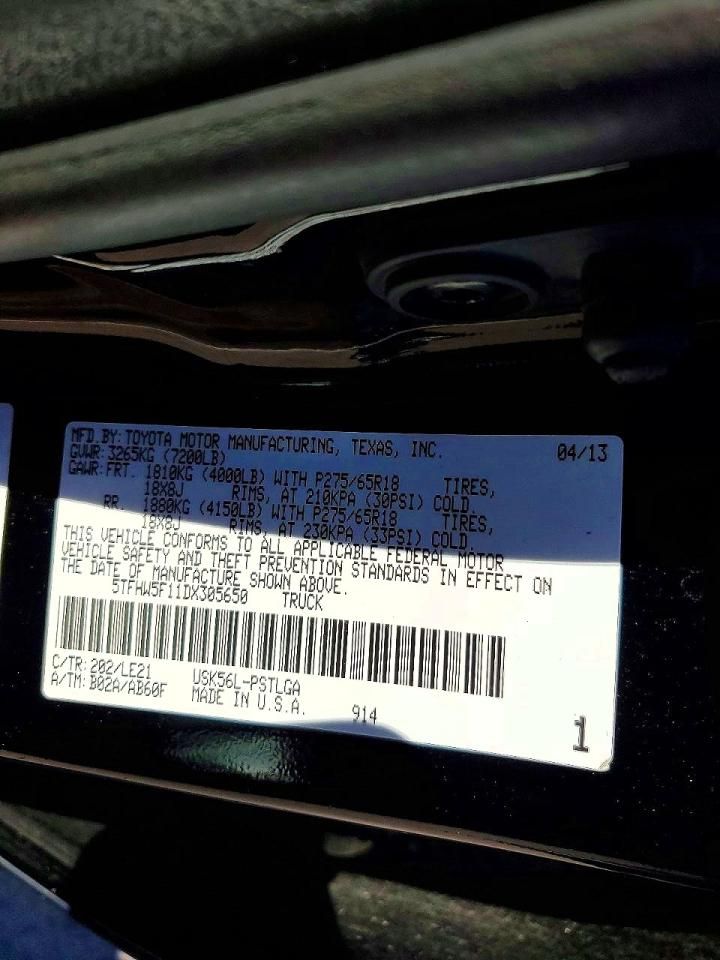 MFD.BY: TOYOTA MOTOR MANUFACTURING, TEXAS, INC. 04/13
GVWR: 3265KG (7200LB)
GAWR: FRT. 1810KG (4000LB) WITH P275/65R18 TIRES,
18X8J RIMS, AT 210KPA (30PSI) COLD.
RR. 1880KG (4150LB) WITH P275/65R18 TIRES,
18X8J RIMS, AT 230KPA (33PSI) COLD.
THIS VEHICLE CONFORMS TO ALL APPLICABLE FEDERAL MOTOR
VEHICLE SAFETY AND THEFT PREVENTION STANDARDS IN EFFECT ON
THE DATE OF MANUFACTURE SHOWN ABOVE.
5TFHW5F11DX305650 TRUCK
C/TR: 202/LE21 USK56L-PSTLGA
A/TM: B02A/AB60F MADE IN U.S.A. 914
1